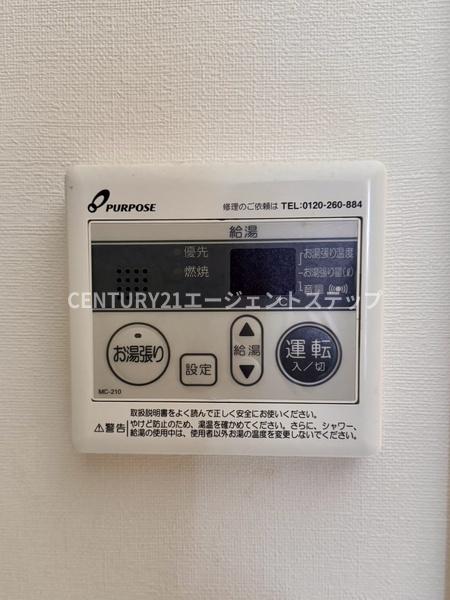 PURPOSE
修理のご依頼は TEL:0120-260-884
給湯
優先
お湯張り温度
燃焼
お湯張り量(ℓ)
音量
℃
CENTURY21エージェントステップ
お湯張り
設定
給湯
運転
入/切
MC-210
取扱説明書をよく読んで正しく安全にお使いください。
⚠警告
やけど防止のため、湯温を確かめてください。さらに、シャワー、
給湯の使用中は、使用者以外お湯の温度を変更しないでください。